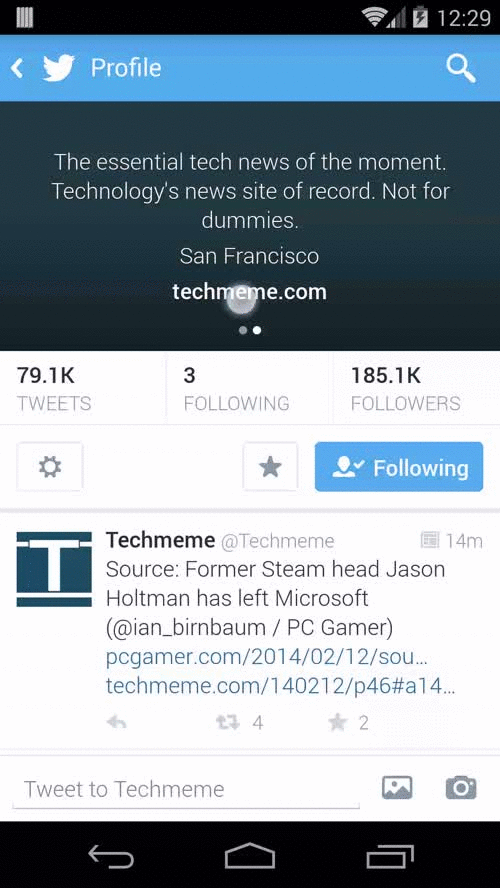 12:29
Profile
The essential tech news of the moment.
Technology's news site of record. Not for
dummies.
San Francisco
techmeme.com
79.1K 3 185.1K
TWEETS FOLLOWING FOLLOWERS
Following
T
Techmeme @Techmeme 14m
Source: Former Steam head Jason
Holtman has left Microsoft
(@ian_birnbaum / PC Gamer)
pcgamer.com/2014/02/12/sou...
techmeme.com/140212/p46#a14...
4 2
Tweet to Techmeme